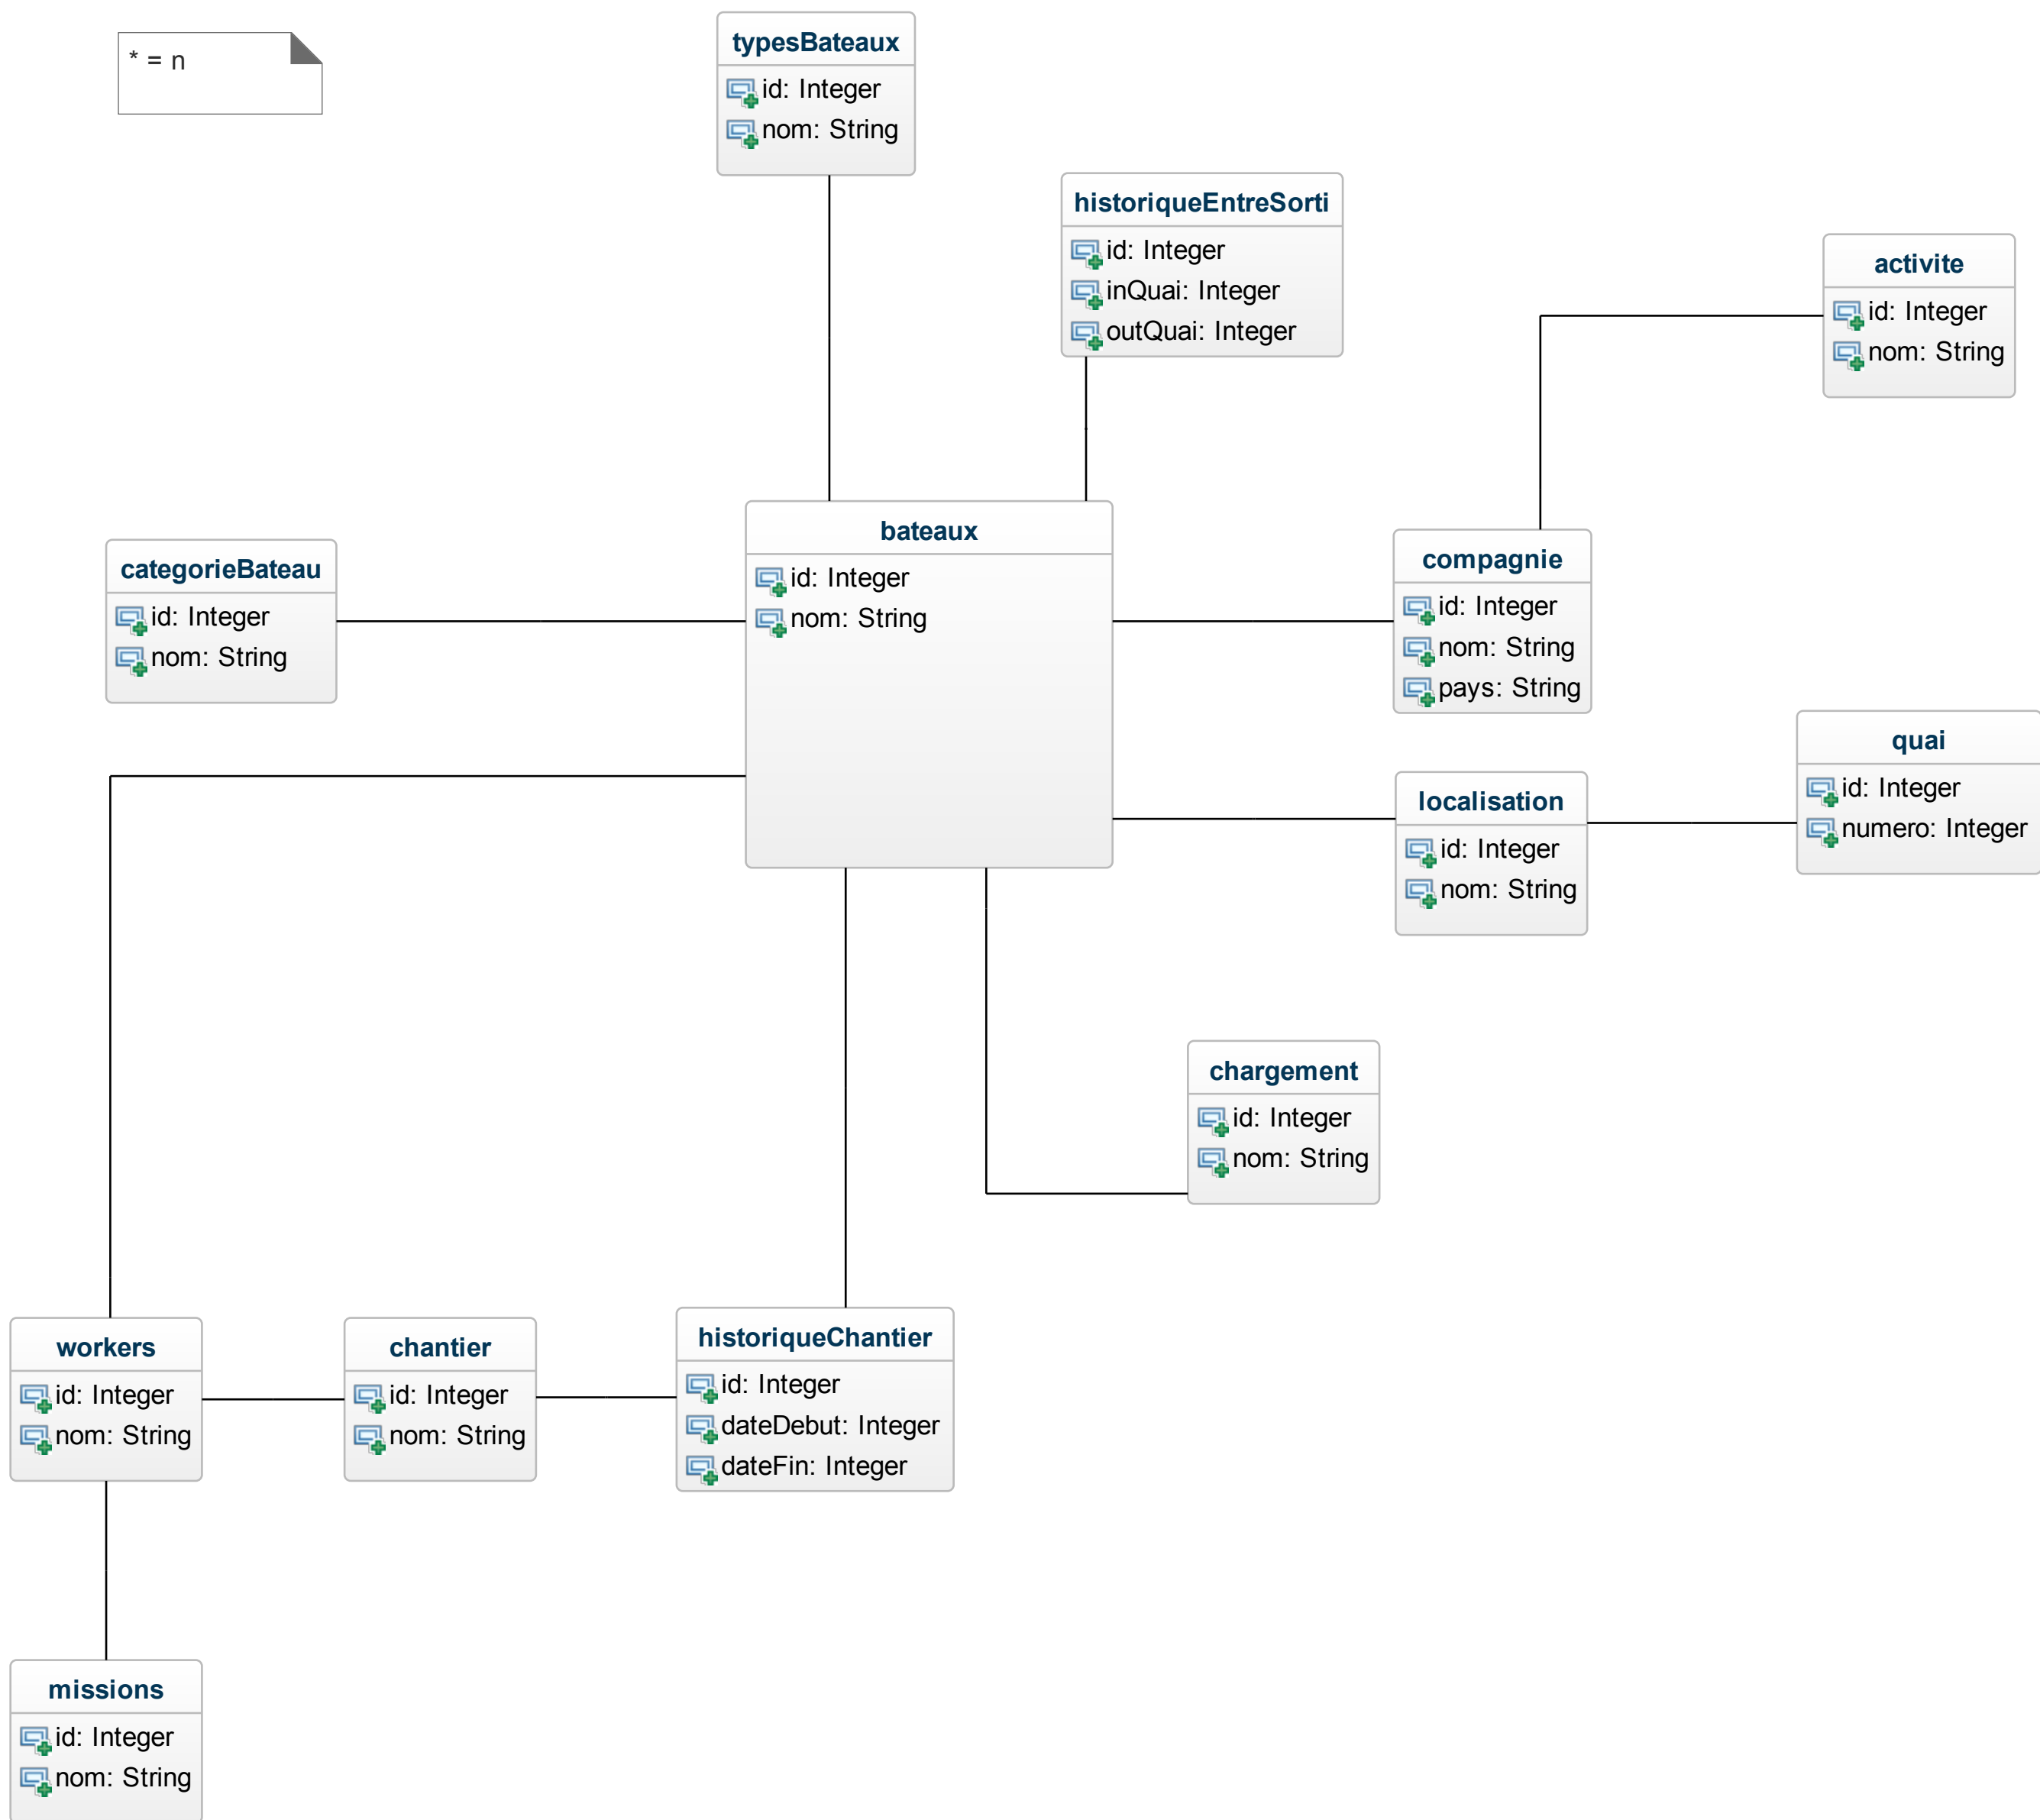 * = n
typesBateaux
id: Integer
nom: String
historiqueEntreSorti
id: Integer
inQuai: Integer
outQuai: Integer
activite
id: Integer
nom: String
bateaux
id: Integer
nom: String
categorieBateau
id: Integer
nom: String
compagnie
id: Integer
nom: String
pays: String
quai
id: Integer
numero: Integer
localisation
id: Integer
nom: String
chargement
id: Integer
nom: String
workers
id: Integer
nom: String
chantier
id: Integer
nom: String
historiqueChantier
id: Integer
dateDebut: Integer
dateFin: Integer
missions
id: Integer
nom: String